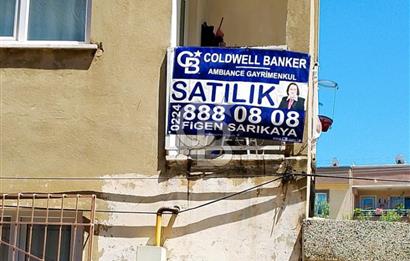 CB COLDWELL BANKER
AMBIANCE GAYRİMENKUL
SATILIK
0224 888 08 08
FİGEN SARIKAYA